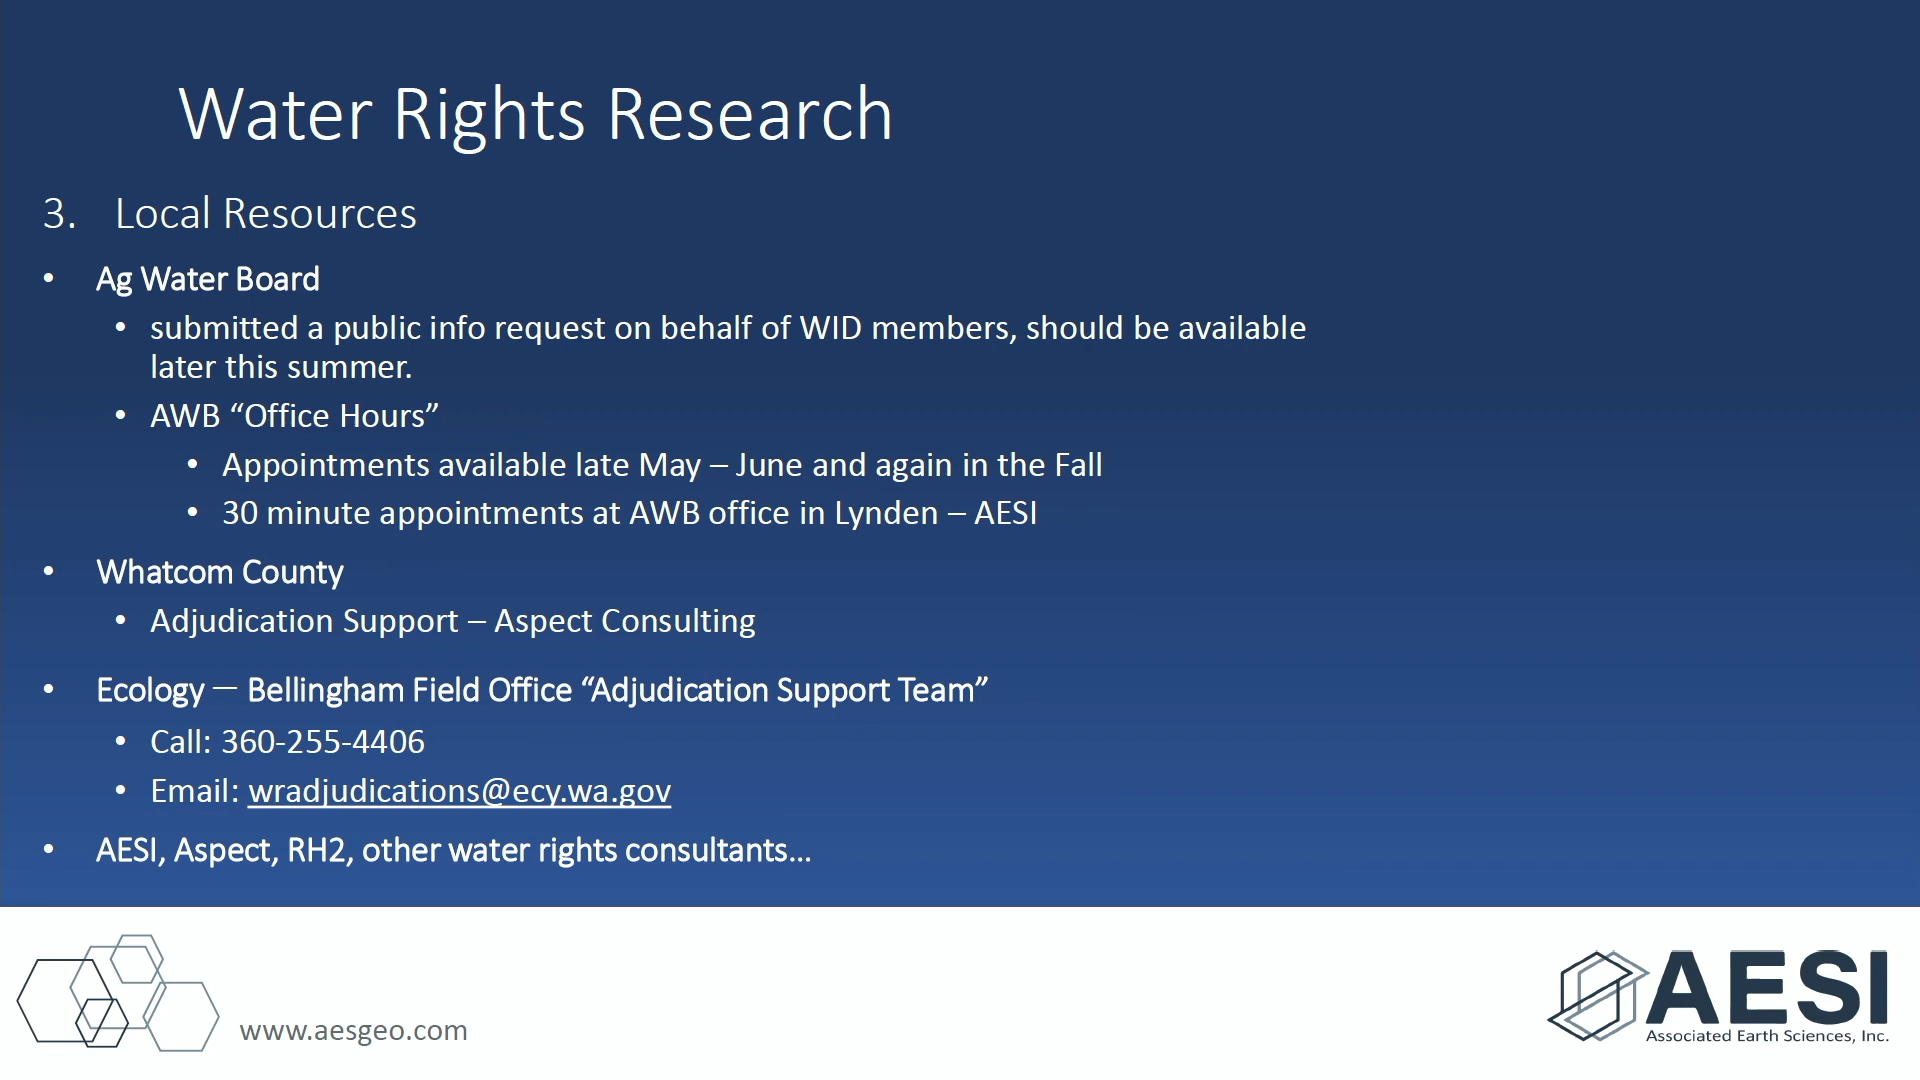 Water Rights Research
3. Local Resources
• Ag Water Board
• submitted a public info request on behalf of WID members, should be available
later this summer.
• AWB “Office Hours”
• Appointments available late May – June and again in the Fall
• 30 minute appointments at AWB office in Lynden – AESI
• Whatcom County
• Adjudication Support – Aspect Consulting
• Ecology — Bellingham Field Office “Adjudication Support Team”
• Call: 360-255-4406
• Email: wradjudications@ecy.wa.gov
• AESI, Aspect, RH2, other water rights consultants…
www.aesgeo.com
AESI
Associated Earth Sciences, Inc.